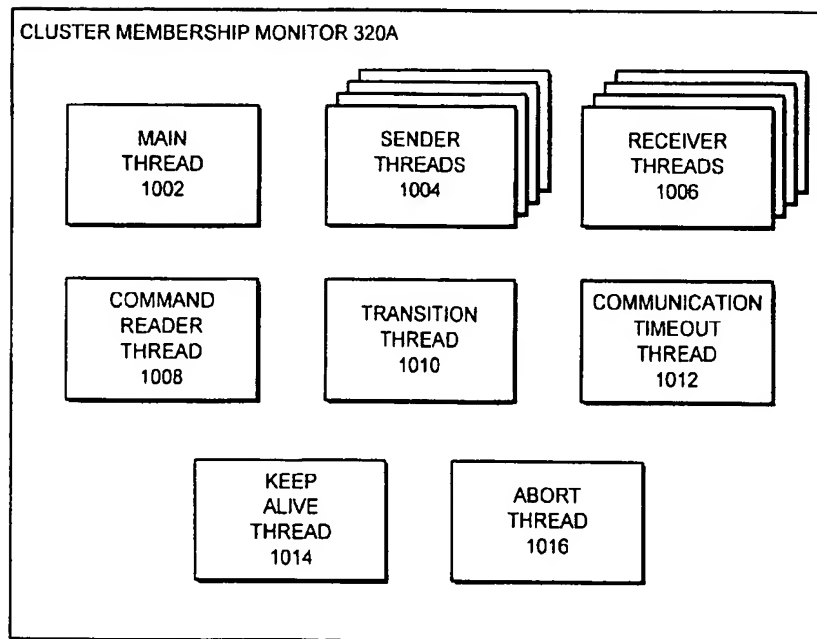 CLUSTER MEMBERSHIP MONITOR 320A
MAIN
THREAD
1002
SENDER
THREADS
1004
RECEIVER
THREADS
1006
COMMAND
READER
THREAD
1008
TRANSITION
THREAD
1010
COMMUNICATION
TIMEOUT
THREAD
1012
KEEP
ALIVE
THREAD
1014
ABORT
THREAD
1016